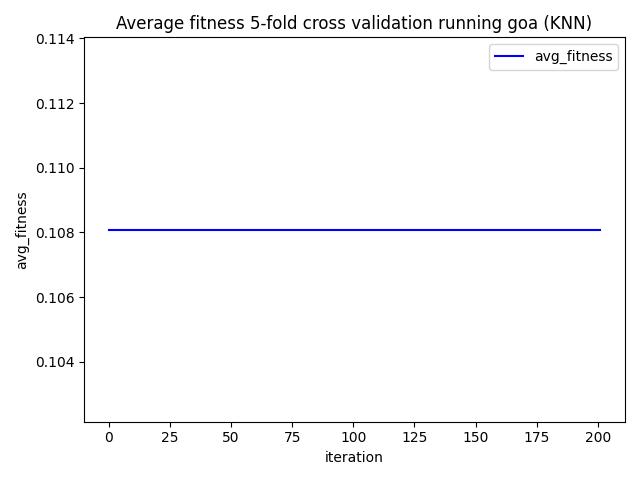 Average fitness 5-fold cross validation running goa (KNN)
avg_fitness
0.114
0.112
0.110
0.108
0.106
0.104
avg_fitness
0 25 50 75 100 125 150 175 200
iteration